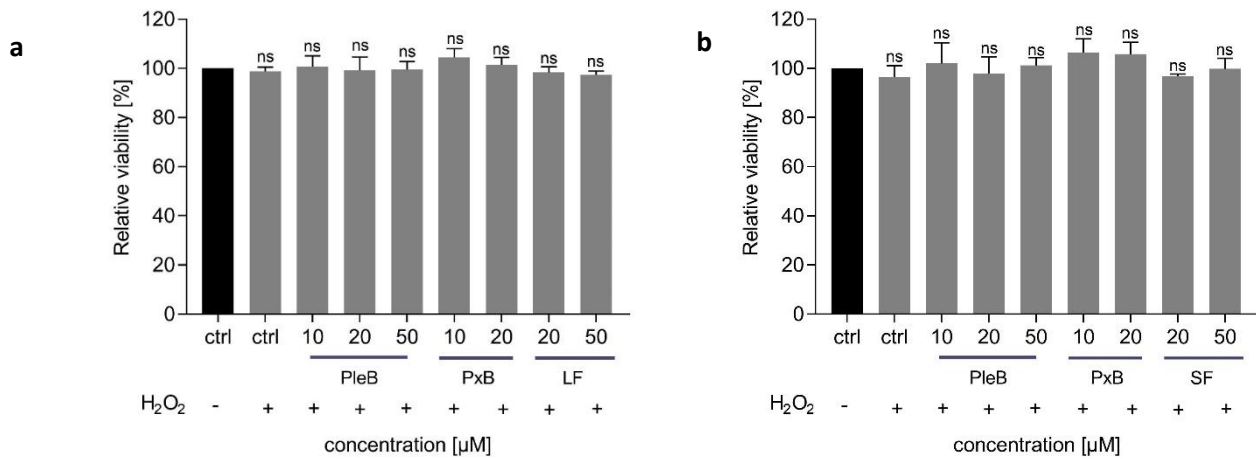 a
120
100
80
60
40
20
0
Relative viability [%]
ns ns ns ns ns ns ns ns
ctrl ctrl 10 20 50 10 20 20 50
PleB PxB LF
H₂O₂ - + + + + + + + +
concentration [µM]
b
120
100
80
60
40
20
0
Relative viability [%]
ns ns ns ns ns ns ns ns
ctrl ctrl 10 20 50 10 20 20 50
PleB PxB SF
H₂O₂ - + + + + + + + +
concentration [µM]